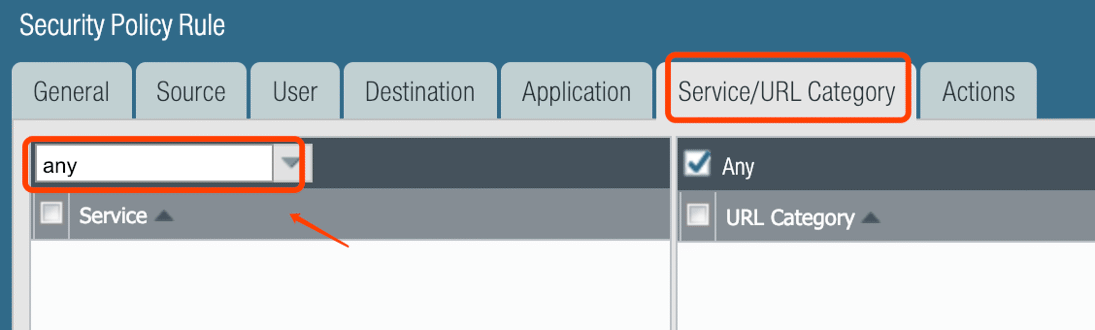 Security Policy Rule
General Source User Destination Application Service/URL Category Actions
any Any
Service URL Category